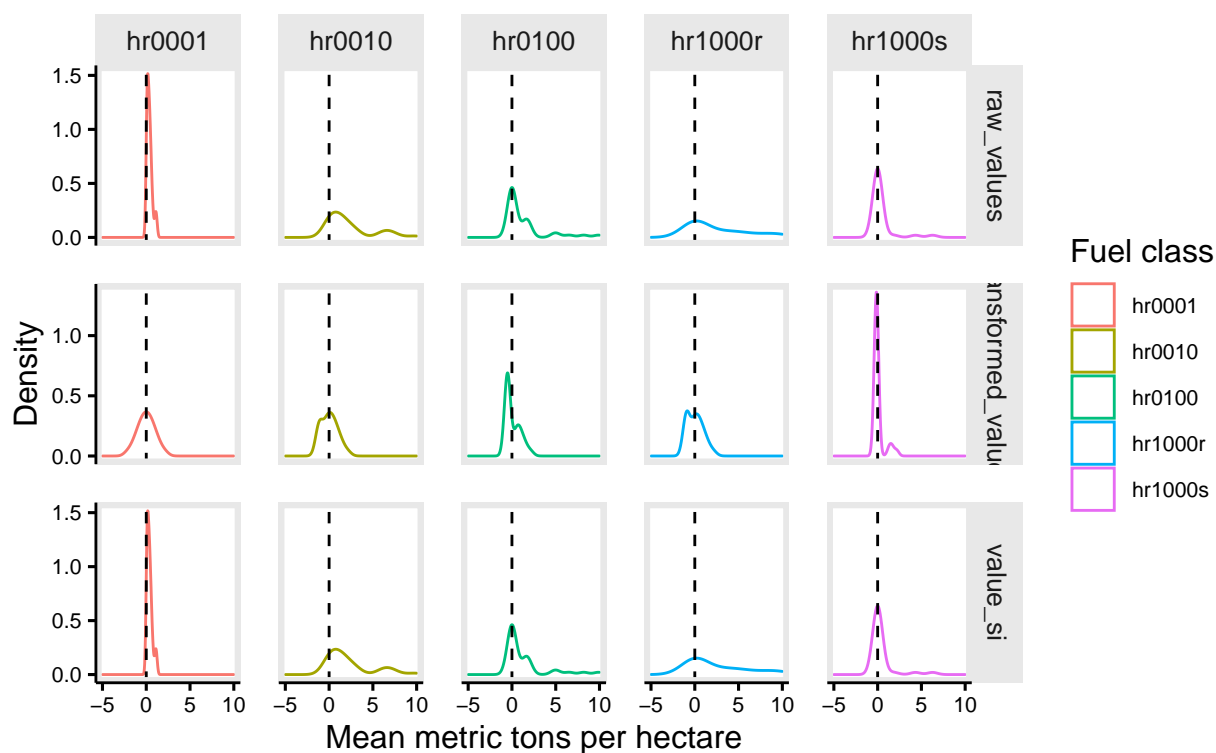 hr0001 hr0010 hr0100 hr1000r hr1000s
1.5
1.0
0.5
0.0
raw_values
1.0
0.5
0.0
ansformed_value
1.5
1.0
0.5
0.0
value_si
−5 0 5 10 −5 0 5 10 −5 0 5 10 −5 0 5 10 −5 0 5 10
Mean metric tons per hectare
Density
Fuel class
hr0001
hr0010
hr0100
hr1000r
hr1000s